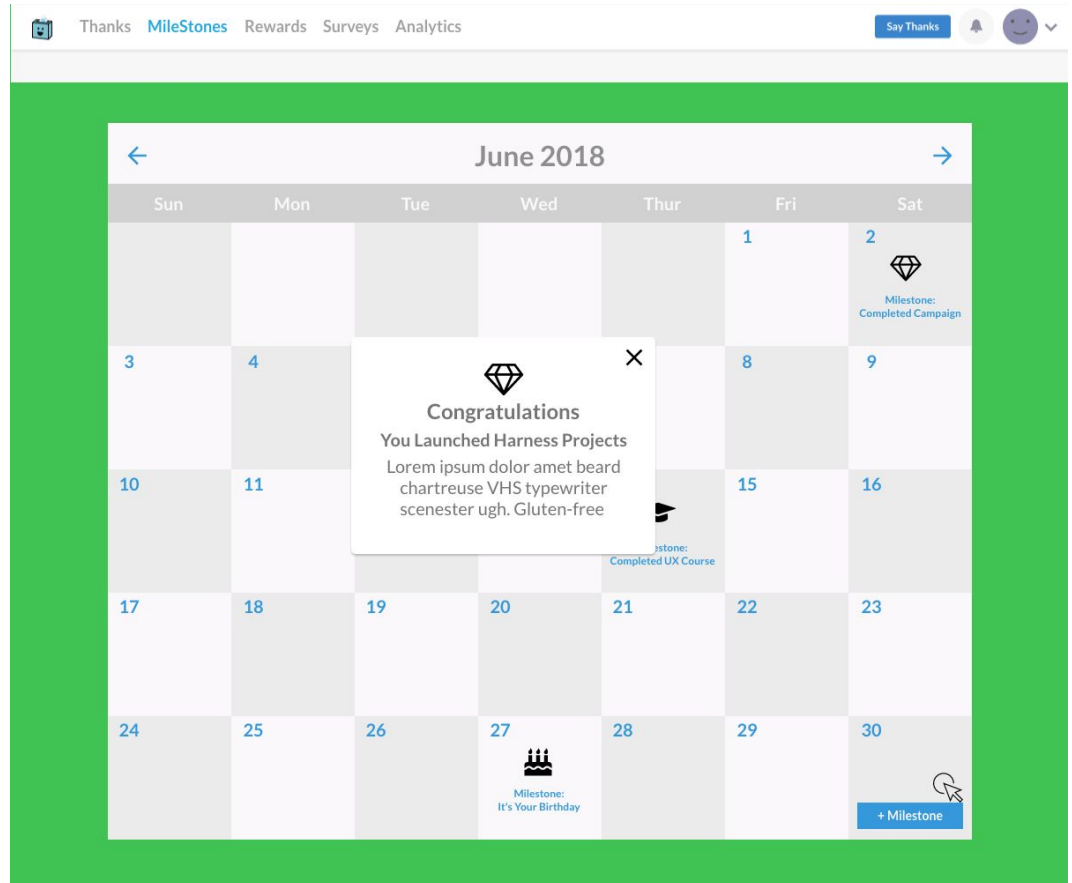 Thanks MileStones Rewards Surveys Analytics Say Thanks
June 2018
Sun Mon Tue Wed Thur Fri Sat
1 2
Milestone:
Completed Campaign
3 4 8 9
Congratulations
You Launched Harness Projects
Lorem ipsum dolor amet beard
chartreuse VHS typewriter
scenester ugh. Gluten-free
10 11 15 16
estone:
Completed UX Course
17 18 19 20 21 22 23
24 25 26 27 28 29 30
Milestone:
It's Your Birthday
+ Milestone